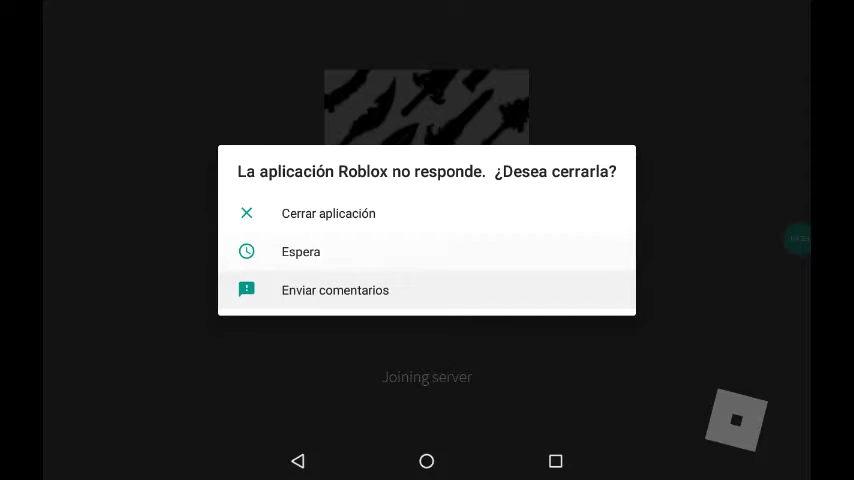 La aplicación Roblox no responde.  ¿Desea cerrarla?
Cerrar aplicación
Espera
Enviar comentarios
Joining server